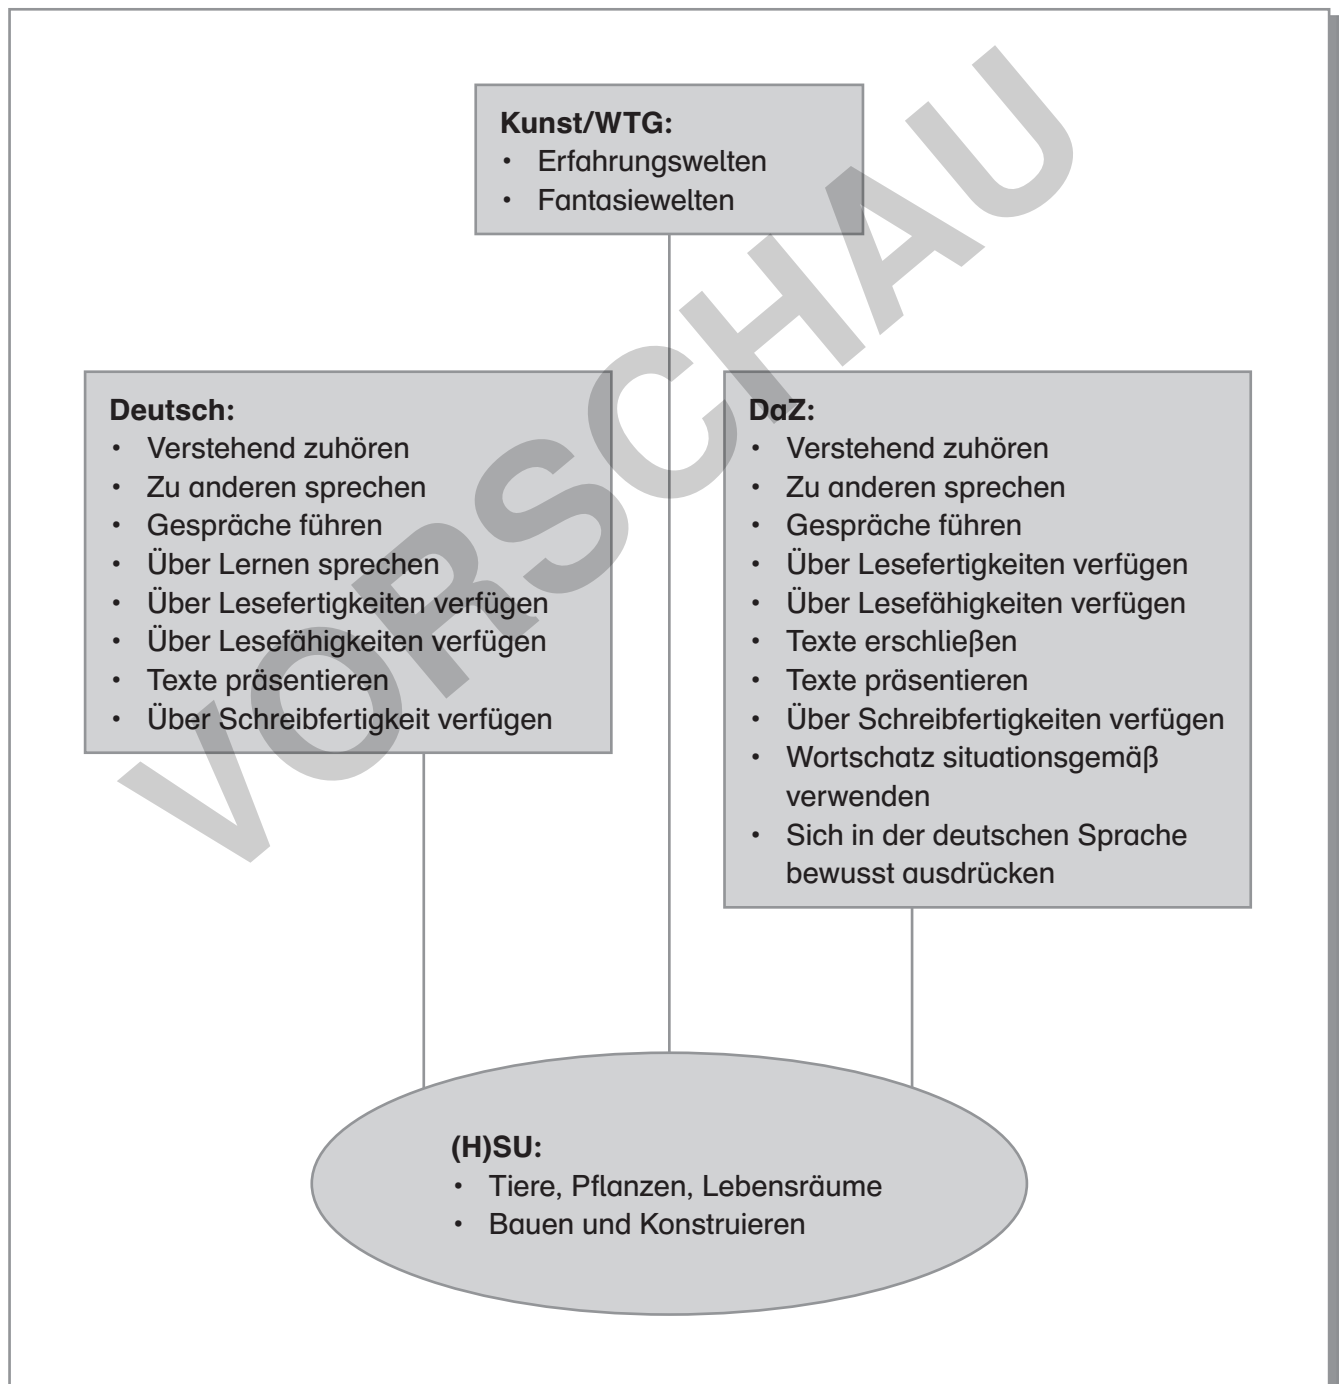 Kunst/WTG:
• Erfahrungswelten
• Fantasiewelten
Deutsch:
• Verstehend zuhören
• Zu anderen sprechen
• Gespräche führen
• Über Lernen sprechen
• Über Lesefertigkeiten verfügen
• Über Lesefähigkeiten verfügen
• Texte präsentieren
• Über Schreibfertigkeit verfügen
DaZ:
• Verstehend zuhören
• Zu anderen sprechen
• Gespräche führen
• Über Lesefertigkeiten verfügen
• Über Lesefähigkeiten verfügen
• Texte erschließen
• Texte präsentieren
• Über Schreibfertigkeiten verfügen
• Wortschatz situationsgemäß
verwenden
• Sich in der deutschen Sprache
bewusst ausdrücken
(H)SU:
• Tiere, Pflanzen, Lebensräume
• Bauen und Konstruieren
VORSCHAU